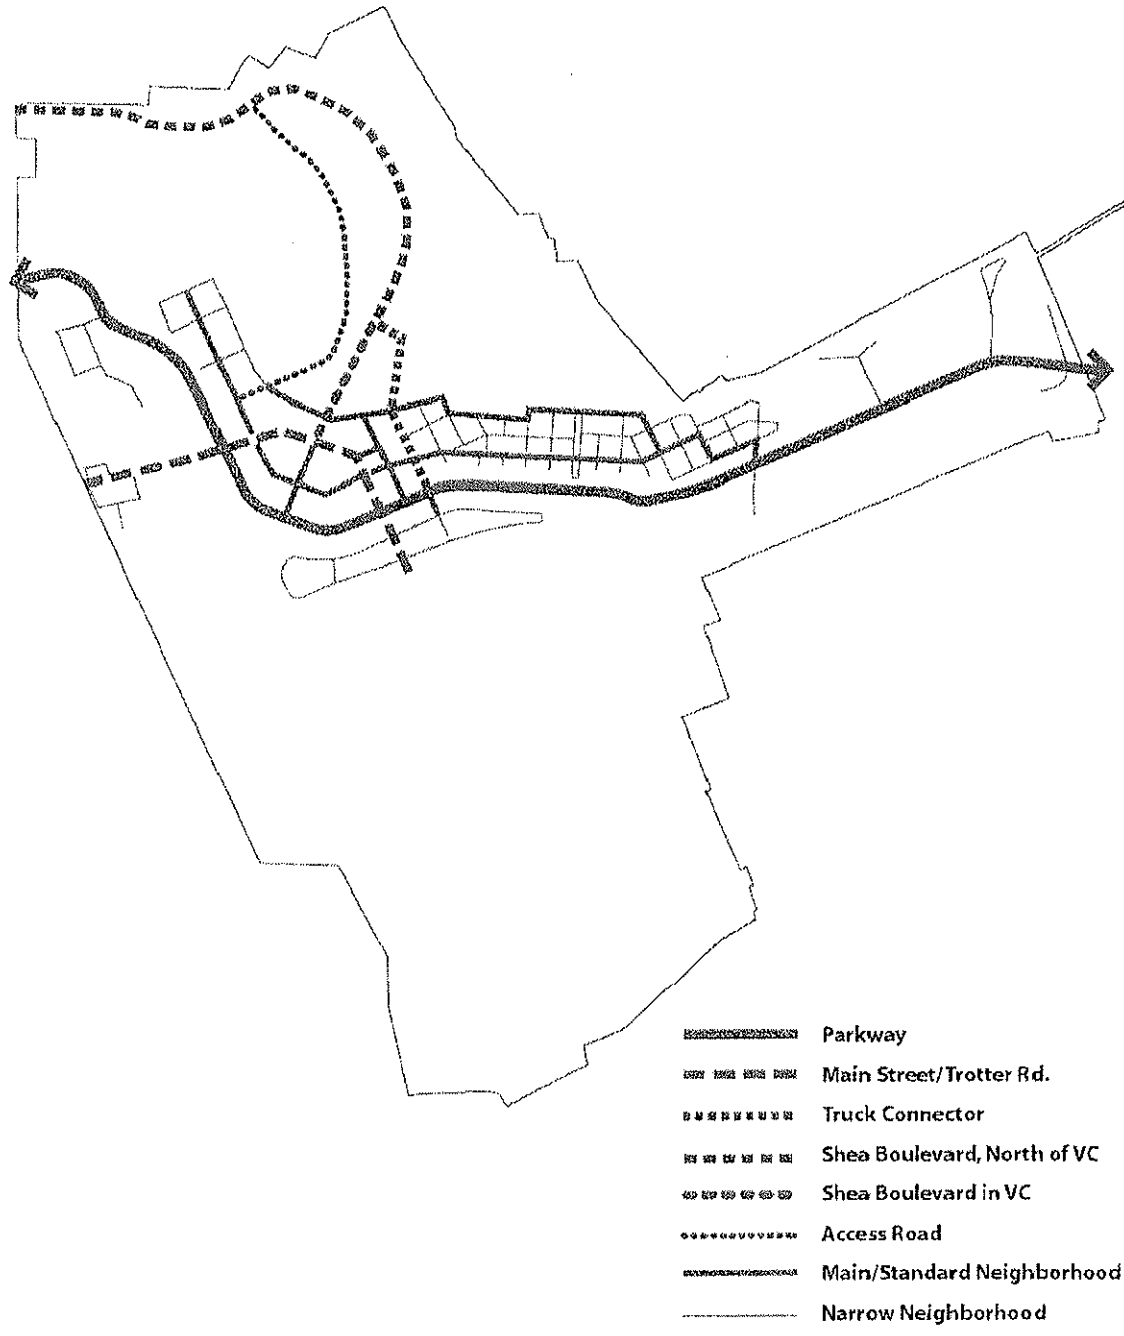 Parkway
Main Street/Trotter Rd.
Truck Connector
Shea Boulevard, North of VC
Shea Boulevard in VC
Access Road
Main/Standard Neighborhood
Narrow Neighborhood